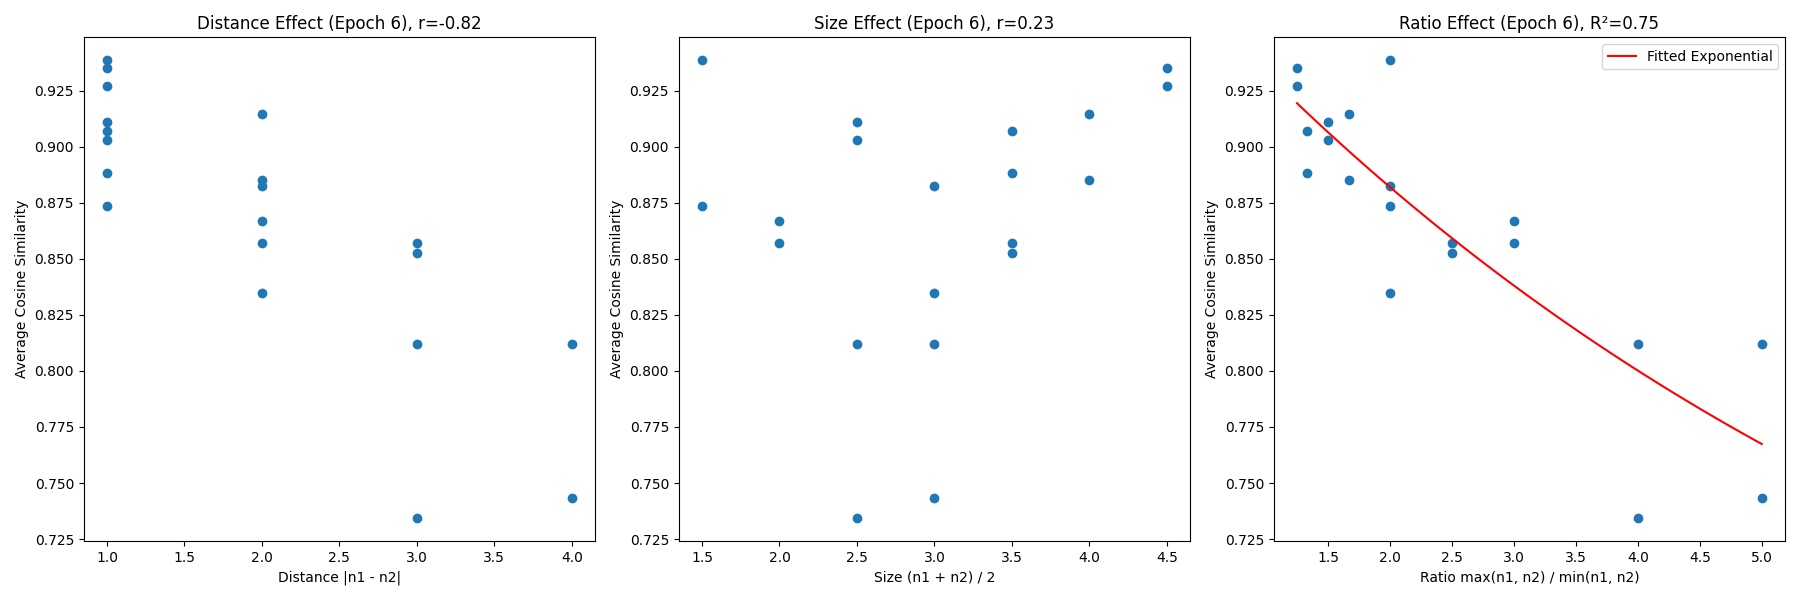 Distance Effect (Epoch 6), r=-0.82
0.925
0.900
0.875
0.850
0.825
0.800
0.775
0.750
0.725
Average Cosine Similarity
1.0 1.5 2.0 2.5 3.0 3.5 4.0
Distance |n1 - n2|
Size Effect (Epoch 6), r=0.23
0.925
0.900
0.875
0.850
0.825
0.800
0.775
0.750
0.725
Average Cosine Similarity
1.5 2.0 2.5 3.0 3.5 4.0 4.5
Size (n1 + n2) / 2
Ratio Effect (Epoch 6), R²=0.75
Fitted Exponential
0.925
0.900
0.875
0.850
0.825
0.800
0.775
0.750
0.725
Average Cosine Similarity
1.5 2.0 2.5 3.0 3.5 4.0 4.5 5.0
Ratio max(n1, n2) / min(n1, n2)